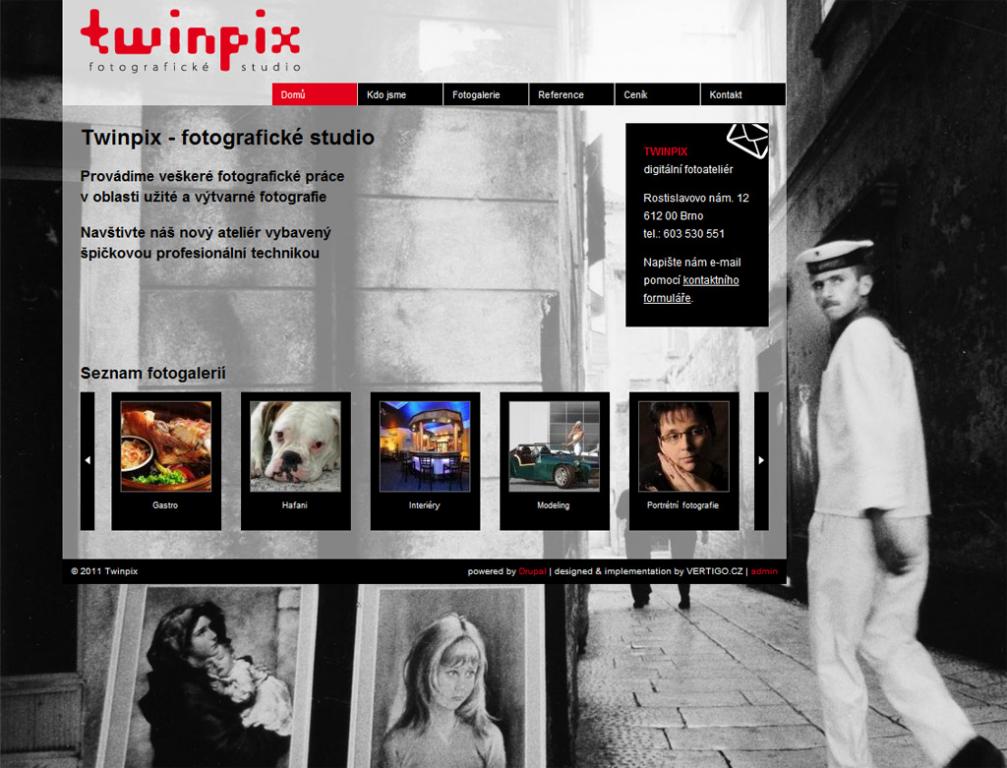 twinpix
fotografické studio
Domů
Kdo jsme
Fotogalerie
Reference
Ceník
Kontakt
Twinpix - fotografické studio
Provádíme veškeré fotografické práce
v oblasti užité a výtvarné fotografie
Navštivte náš nový ateliér vybavený
špičkovou profesionální technikou
TWINPIX
digitální fotoateliér
Rostislavovo nám. 12
612 00 Brno
tel.: 603 530 551
Napište nám e-mail
pomocí kontaktního
formuláře.
Seznam fotogalerií
Gastro
Hafani
Interiéry
Modeling
Portrétní fotografie
© 2011 Twinpix
powered by Drupal | designed & implementation by VERTIGO.CZ | admin